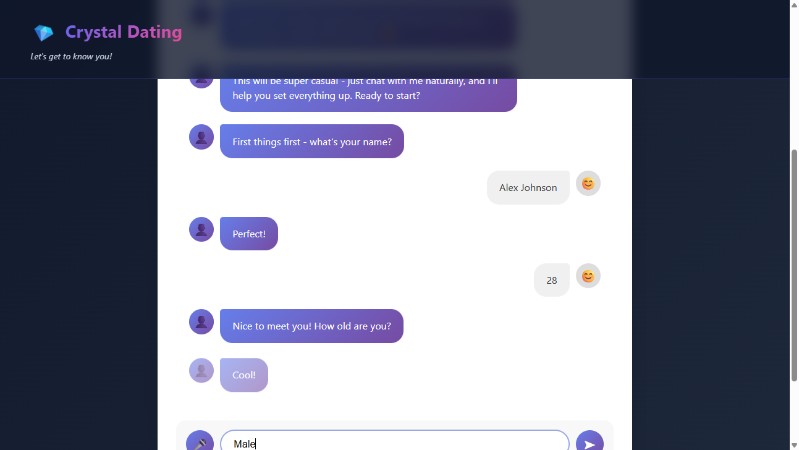 Crystal Dating
Let's get to know you!
This will be super casual - just chat with me naturally, and I'll
help you set everything up. Ready to start?
First things first - what's your name?
Alex Johnson
Perfect!
28
Nice to meet you! How old are you?
Cool!
Male